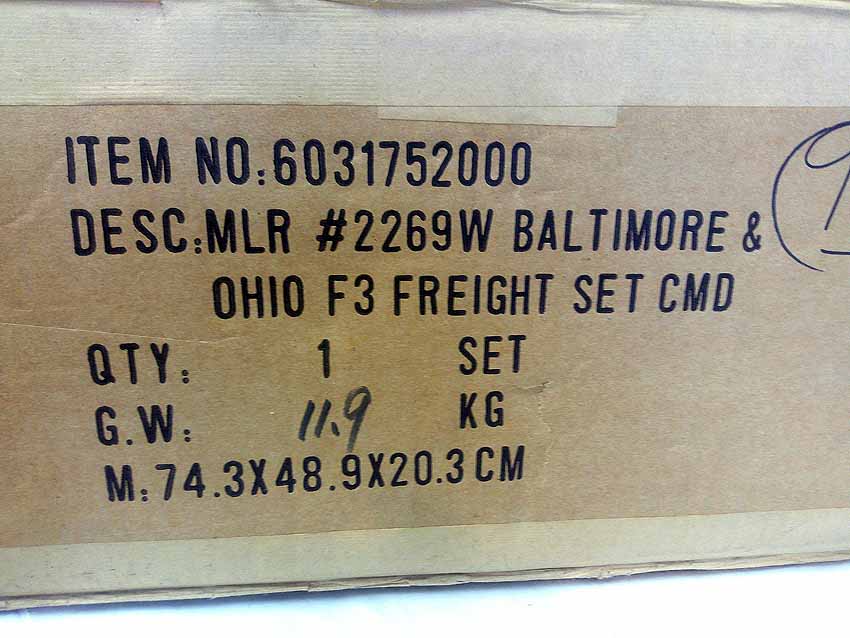 ITEM NO:6031752000
DESC:MLR #2269W BALTIMORE &
OHIO F3 FREIGHT SET CMD
QTY: 1 SET
G.W: 11.9 KG
M:74.3X48.9X20.3CM